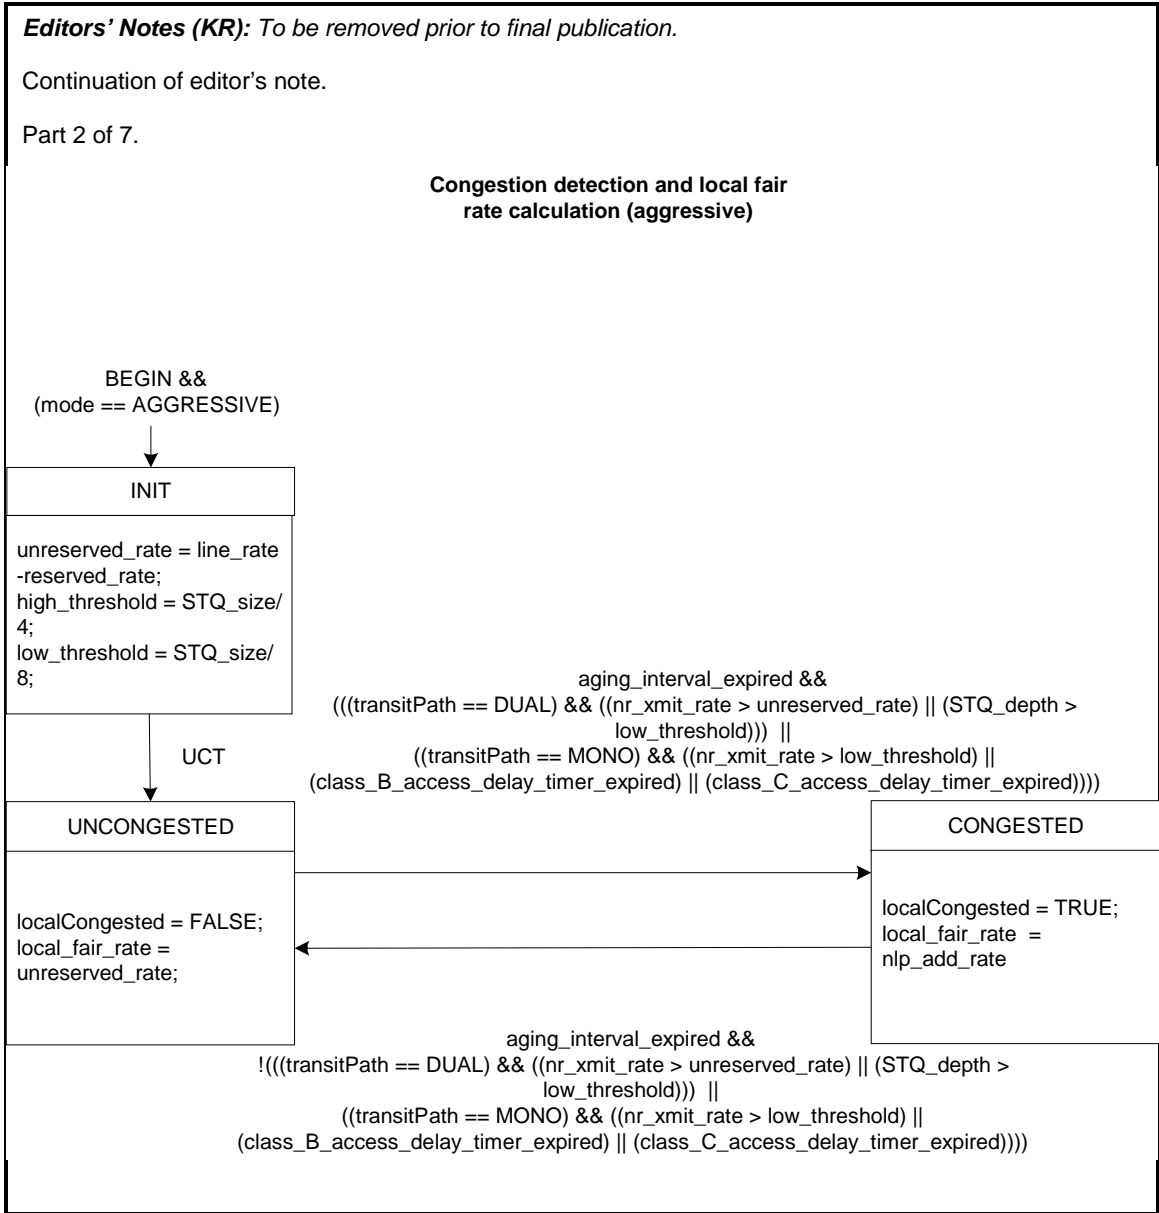 Editors’ Notes (KR): To be removed prior to final publication.
Continuation of editor’s note.
Part 2 of 7.
Congestion detection and local fair
rate calculation (aggressive)
BEGIN &&
(mode == AGGRESSIVE)
INIT
unreserved_rate = line_rate
-reserved_rate;
high_threshold = STQ_size/
4;
low_threshold = STQ_size/
8;
UCT
aging_interval_expired &&
(((transitPath == DUAL) && ((nr_xmit_rate > unreserved_rate) || (STQ_depth >
low_threshold))) ||
((transitPath == MONO) && ((nr_xmit_rate > low_threshold) ||
(class_B_access_delay_timer_expired) || (class_C_access_delay_timer_expired))))
UNCONGESTED
localCongested = FALSE;
local_fair_rate =
unreserved_rate;
CONGESTED
localCongested = TRUE;
local_fair_rate =
nlp_add_rate
aging_interval_expired &&
!(((transitPath == DUAL) && ((nr_xmit_rate > unreserved_rate) || (STQ_depth >
low_threshold))) ||
((transitPath == MONO) && ((nr_xmit_rate > low_threshold) ||
(class_B_access_delay_timer_expired) || (class_C_access_delay_timer_expired))))